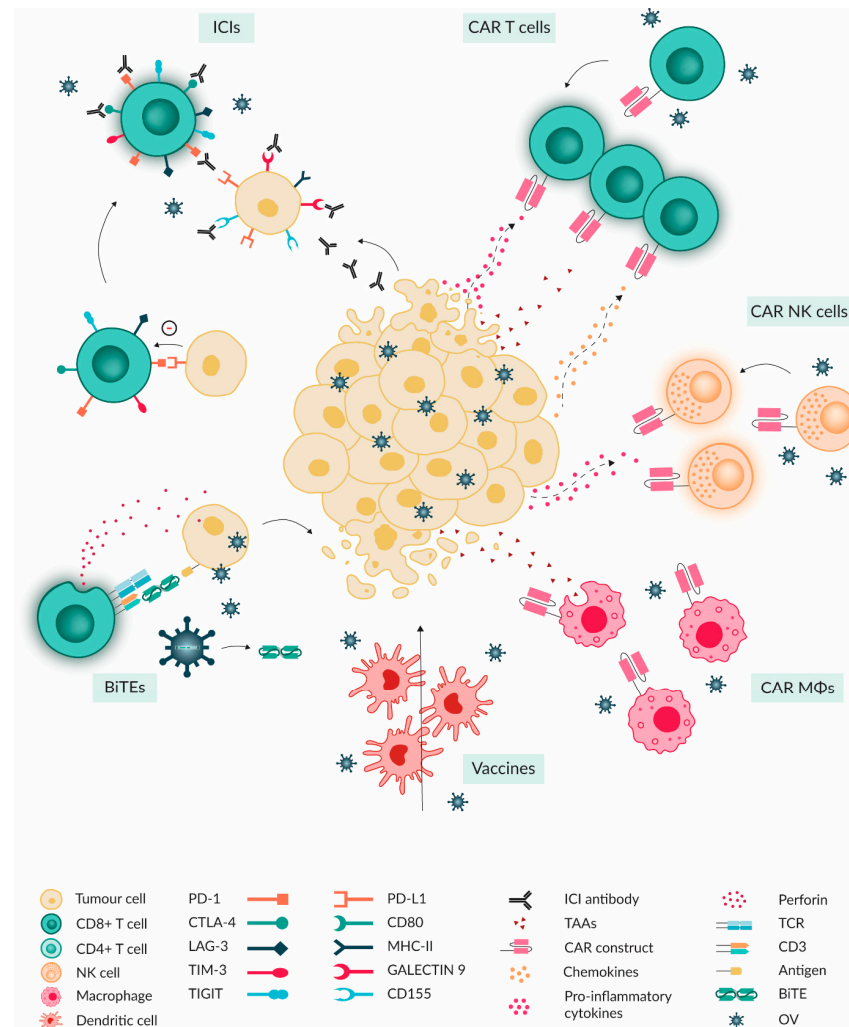 ICIs
CAR T cells
CAR NK cells
BiTEs
CAR MΦs
Vaccines
Tumour cell
CD8+ T cell
CD4+ T cell
NK cell
Macrophage
Dendritic cell
PD-1
CTLA-4
LAG-3
TIM-3
TIGIT
PD-L1
CD80
MHC-II
GALECTIN 9
CD155
ICI antibody
TAAs
CAR construct
Chemokines
Pro-inflammatory
cytokines
Perforin
TCR
CD3
Antigen
BiTE
OV